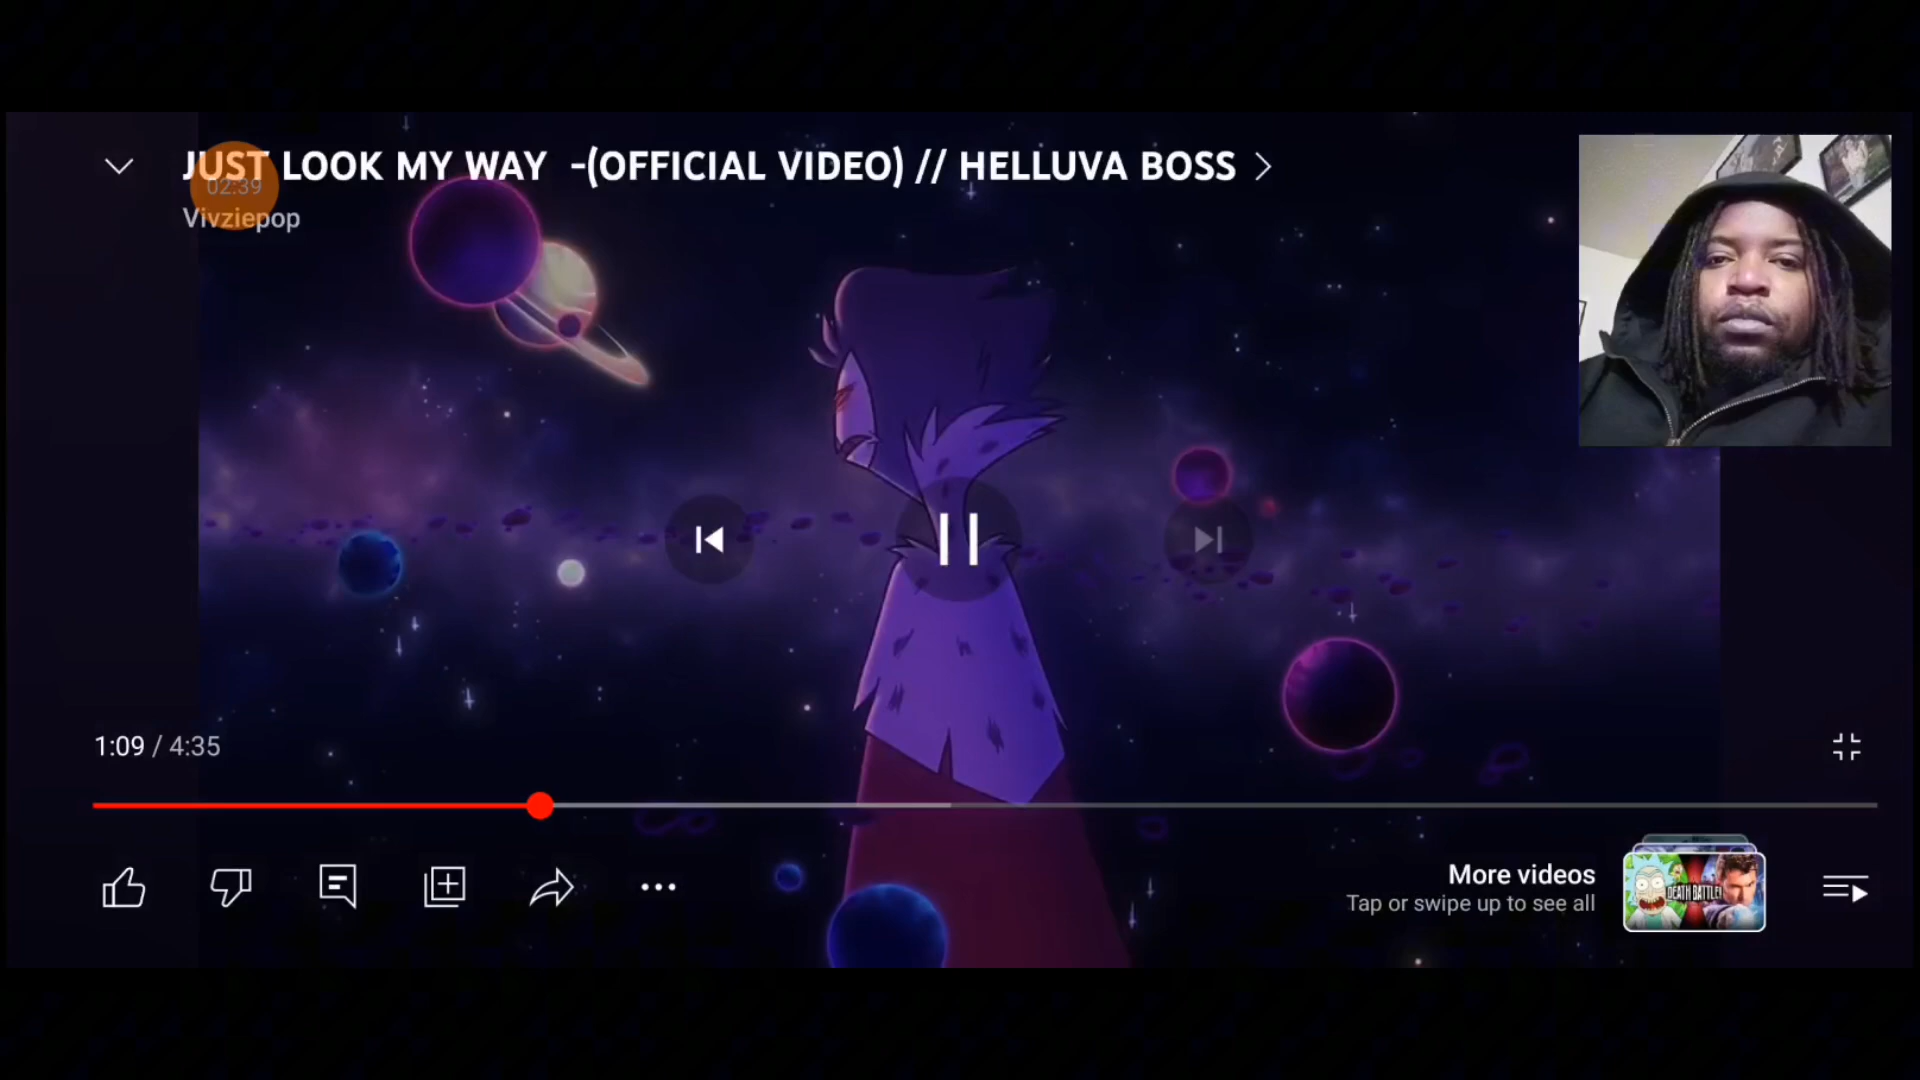 JUST LOOK MY WAY -(OFFICIAL VIDEO) // HELLUVA BOSS
02:39
Vivziepop
1:09 / 4:35
More videos
Tap or swipe up to see all
DEATH BATTLE!